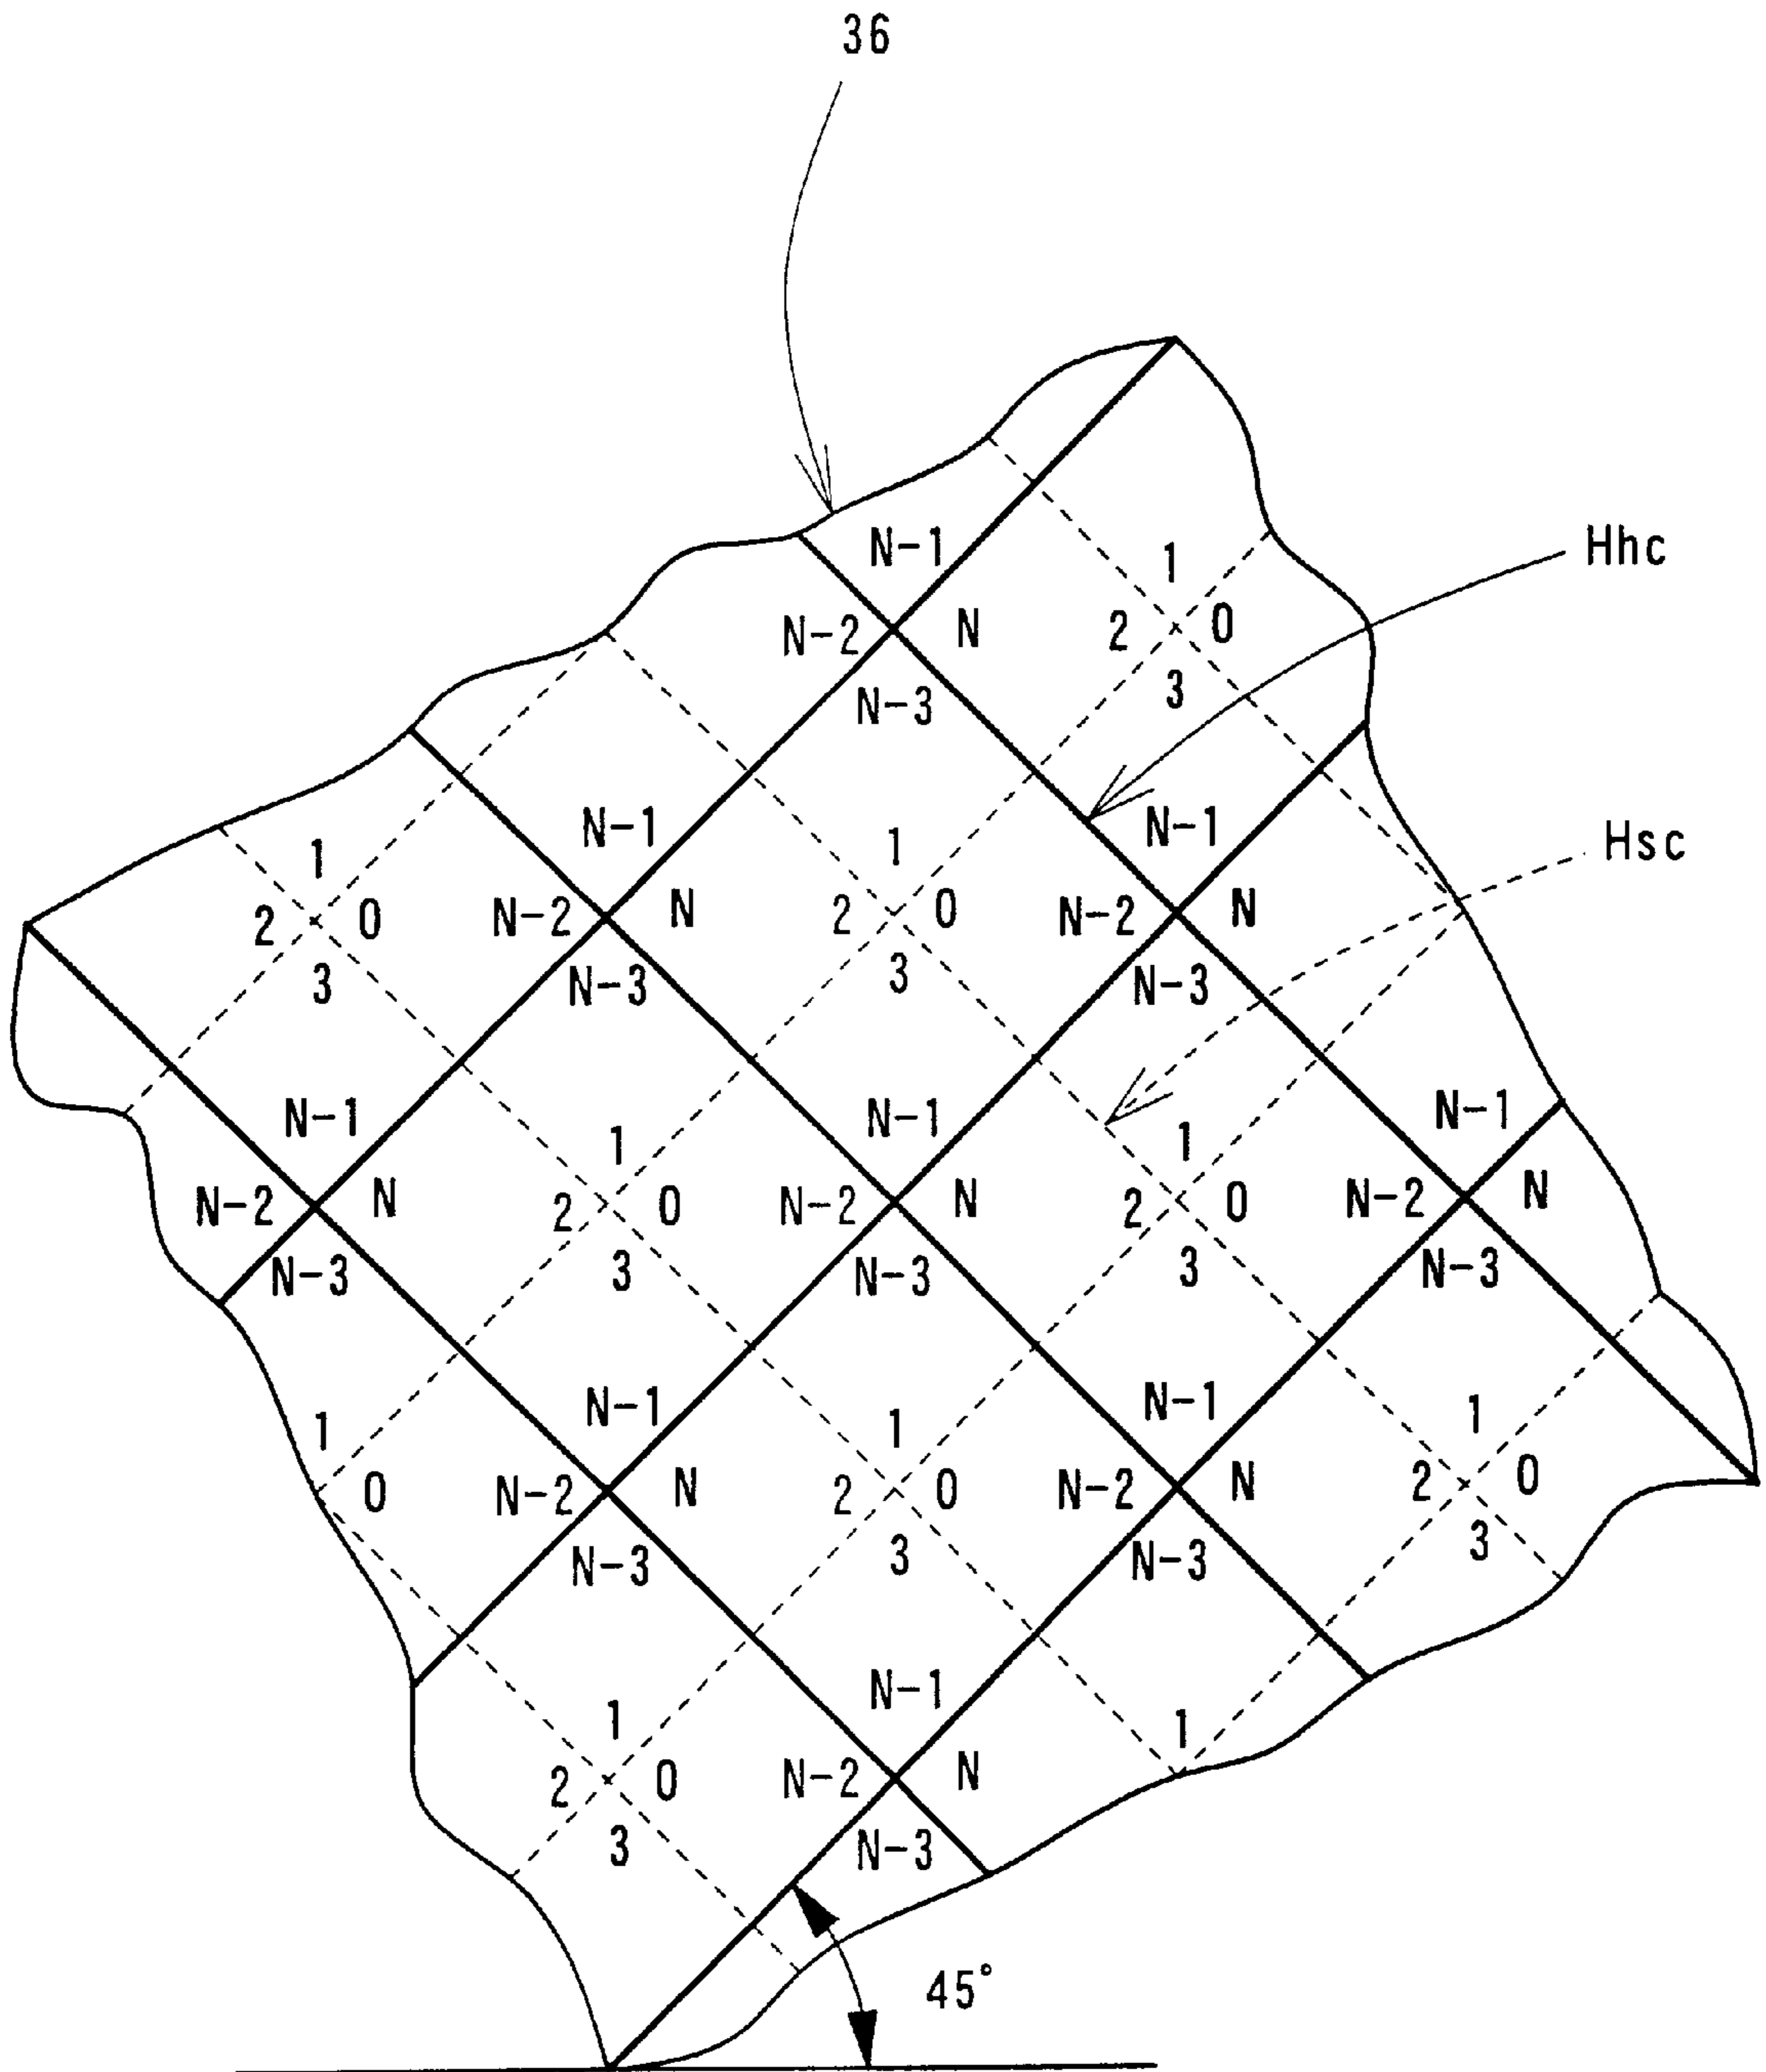 36
N-1
Hhc
1
N-2 N 2 0
N-3 3
N-1 1 N-1
Hsc
1
2 0 N-2 N 2 0 N-2 N
3 N-3 3 N-3
N-1 1 N-1 1 N-1
N-2 N 2 0 N-2 N 2 0 N-2 N
N-3 3 N-3 3 N-3
1 N-1 1 N-1 1
0 N-2 N 2 0 N-2 N 2 0
N-3 3 N-3 3
1 N-1 1
2 0 N-2 N
3 N-3
45°